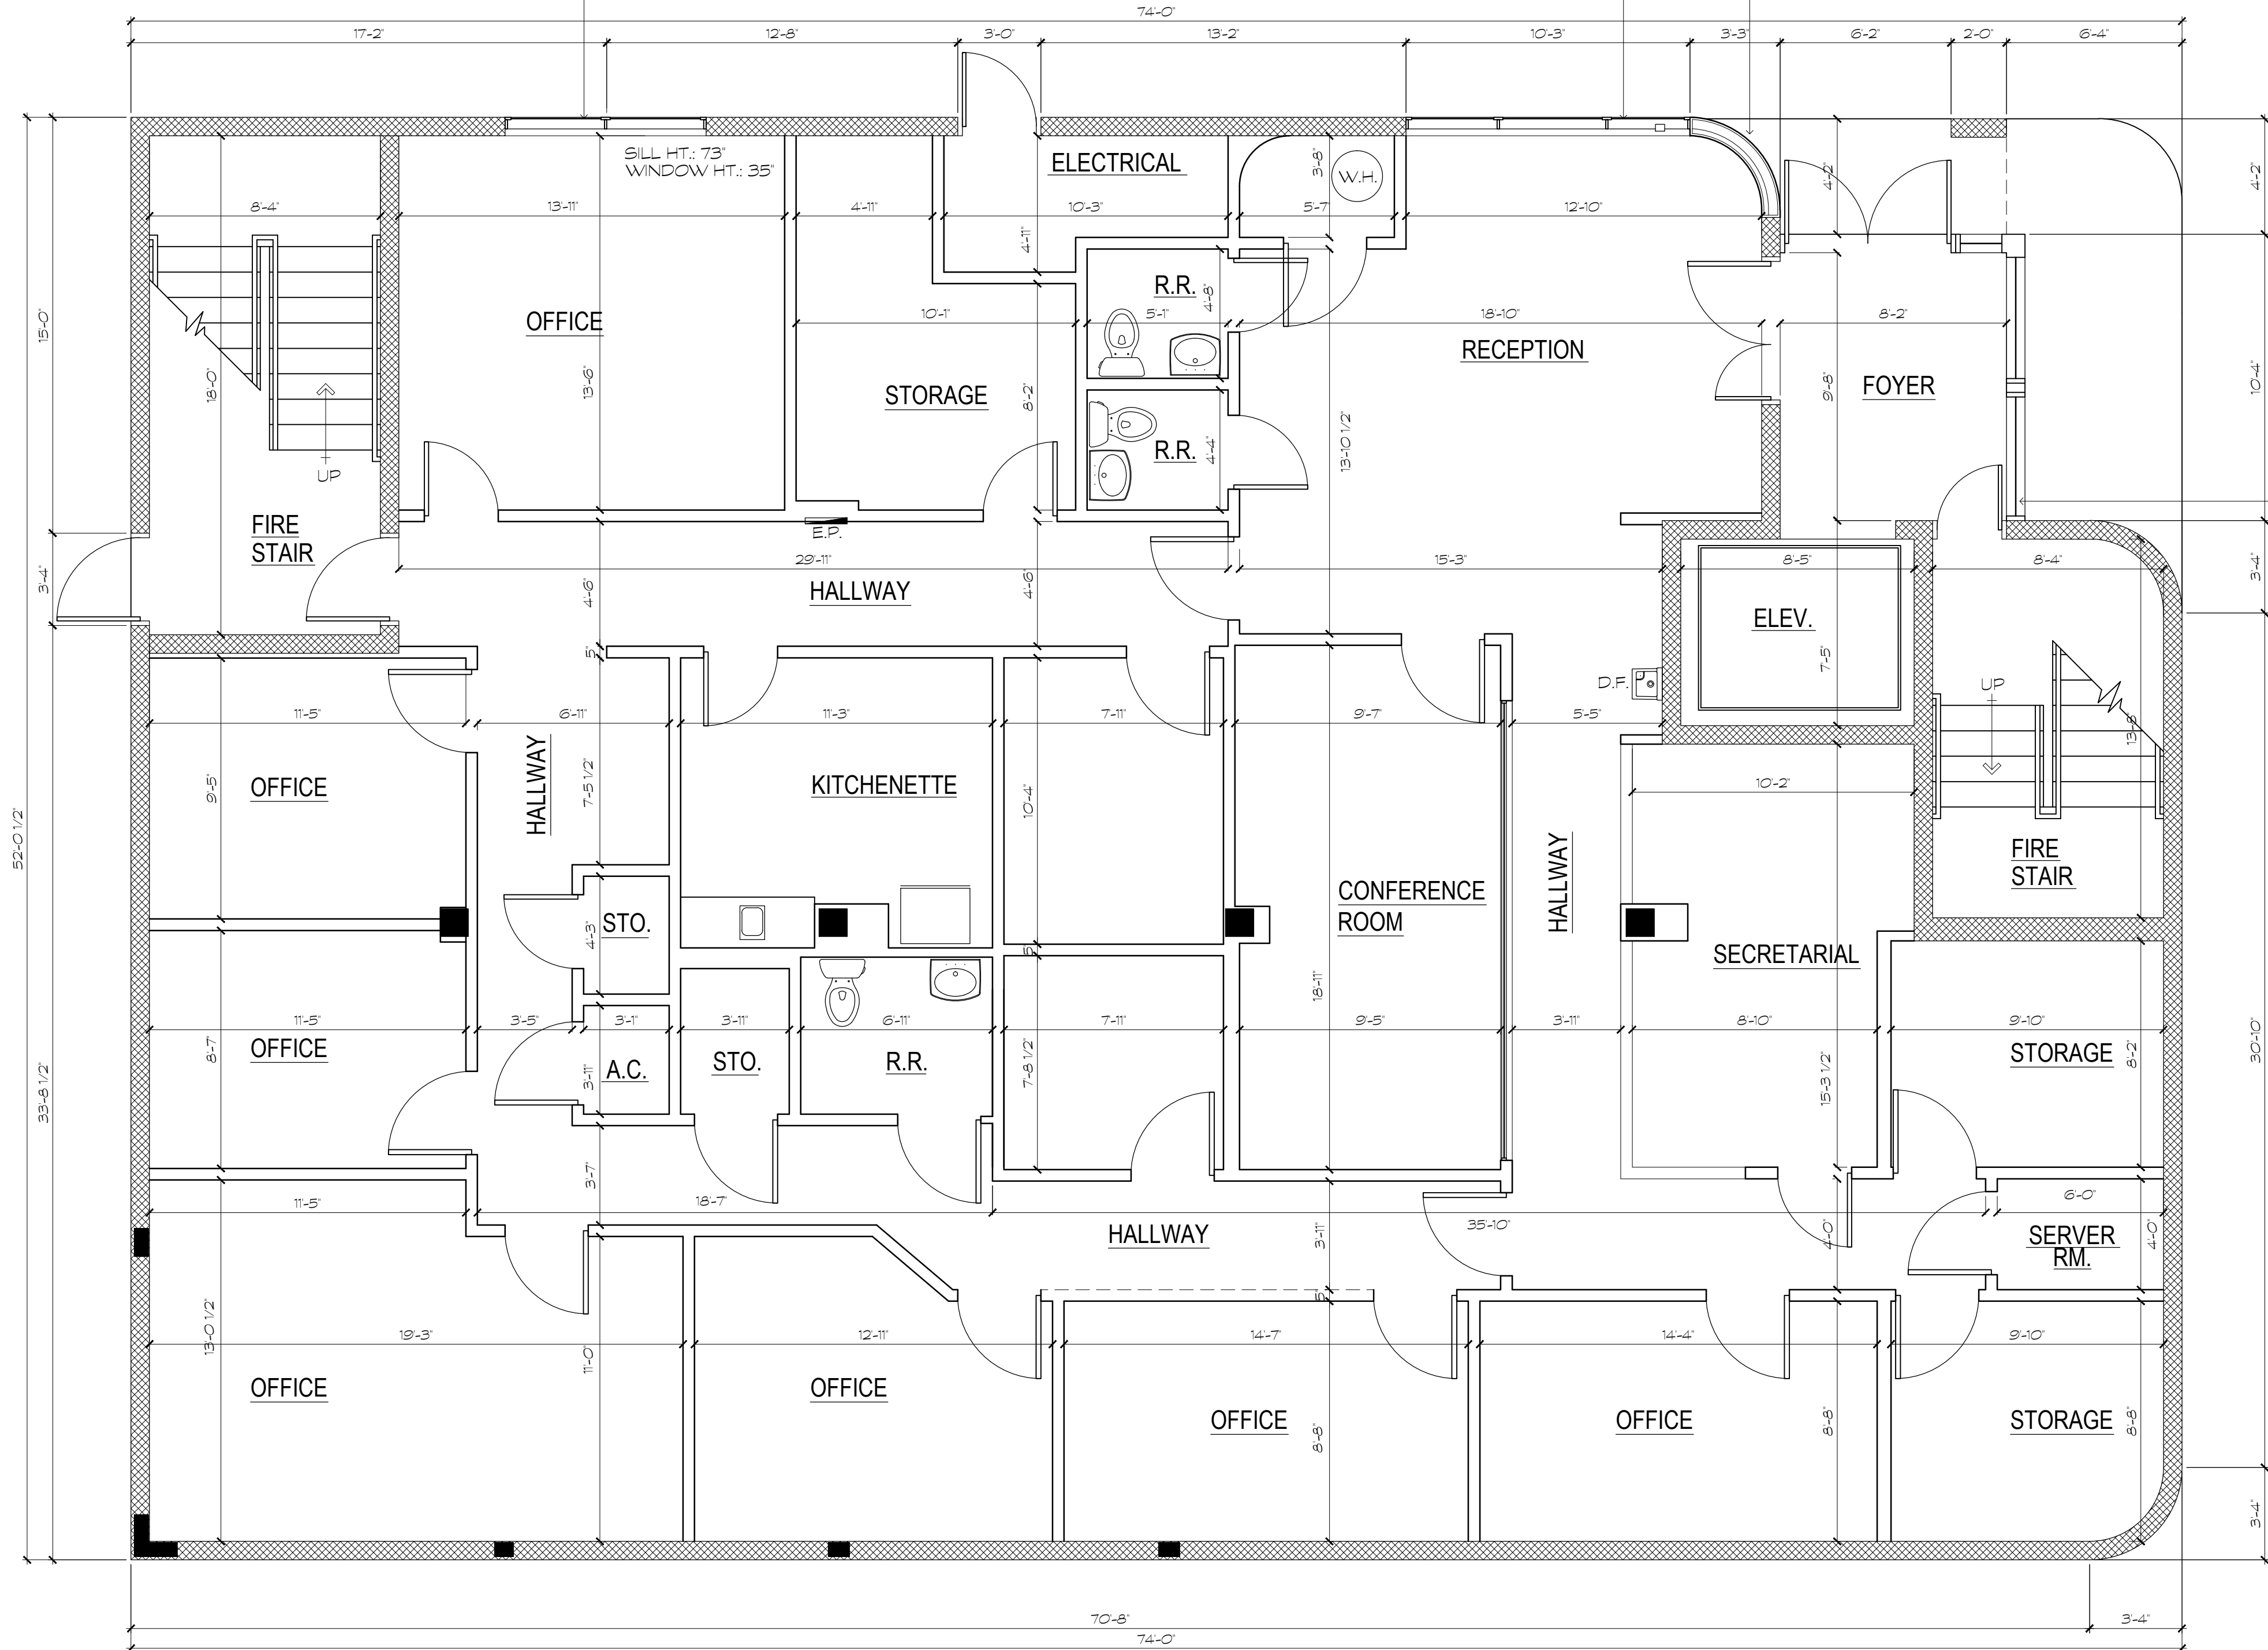 74'-0"
17'-2"
12'-8"
3'-0"
13'-2"
10'-3"
3'-3"
6'-2"
2'-0"
6'-4"
SILL HT.: 73"
WINDOW HT.: 35"
ELECTRICAL
3'-8"
W.H.
4'-2"
4'-2"
8'-4"
13'-11"
4'-11"
10'-3"
5'-7"
12'-10"
4'-11"
R.R.
4'-8"
15'-0"
OFFICE
10'-1"
5'-1"
18'-10"
8'-2"
RECEPTION
18'-0"
13'-6"
STORAGE
8'-2"
9'-8"
FOYER
10'-4"
UP
R.R.
4'-4"
13'-10 1/2"
FIRE
STAIR
E.P.
29'-11"
15'-3"
8'-5"
8'-4"
3'-4"
4'-6"
HALLWAY
4'-6"
ELEV.
3'-4"
5"
7'-5"
D.F.
UP
11'-5"
6'-11"
11'-3"
7'-11"
9'-7"
5'-5"
13'-8"
OFFICE
9'-5"
HALLWAY
7'-5 1/2"
KITCHENETTE
10'-4"
10'-2"
52'-0 1/2"
FIRE
STAIR
CONFERENCE
ROOM
HALLWAY
STO.
4'-3"
5"
SECRETARIAL
18'-11"
11'-5"
3'-5"
3'-1"
3'-11"
6'-11"
7'-11"
9'-5"
3'-11"
8'-10"
9'-10"
OFFICE
8'-7"
A.C.
3'-11"
STO.
R.R.
7'-8 1/2"
15'-3 1/2"
STORAGE
8'-2"
30'-10"
33'-8 1/2"
3'-7"
11'-5"
18'-7"
35'-10"
6'-0"
HALLWAY
3'-11"
4'-0"
SERVER
RM.
4'-0"
5"
13'-0 1/2"
19'-3"
12'-11"
14'-7"
14'-4"
9'-10"
11'-0"
OFFICE
OFFICE
OFFICE
8'-8"
OFFICE
8'-8"
STORAGE
8'-8"
3'-4"
70'-8"
3'-4"
74'-0"